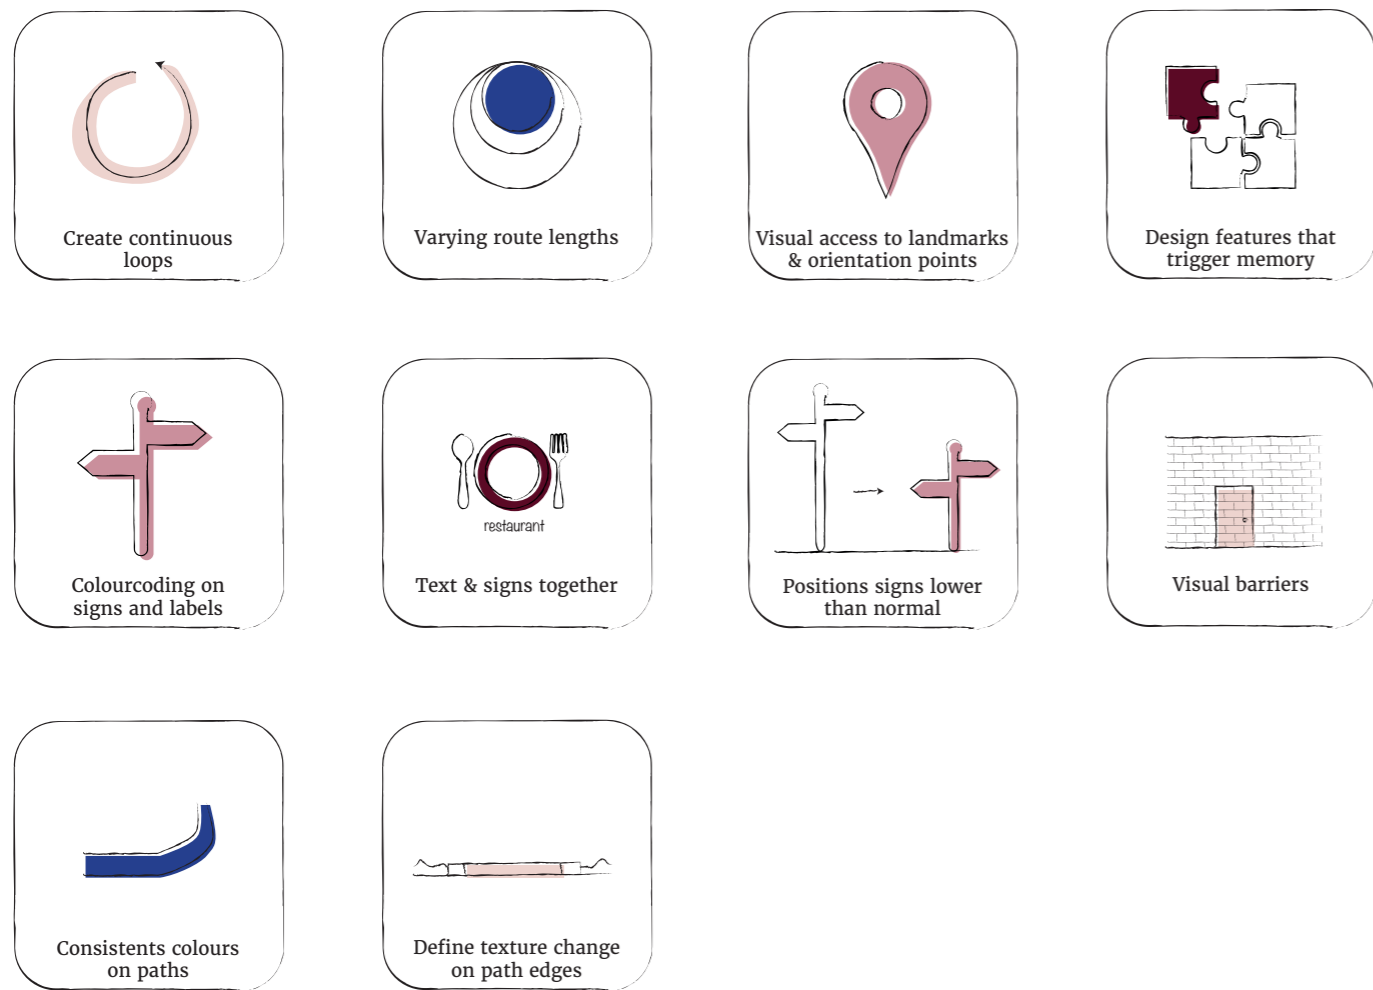 Create continuous
loops
Varying route lengths
Visual access to landmarks
& orientation points
Design features that
trigger memory
Colourcoding on
signs and labels
restaurant
Text & signs together
Positions signs lower
than normal
Visual barriers
Consistents colours
on paths
Define texture change
on path edges